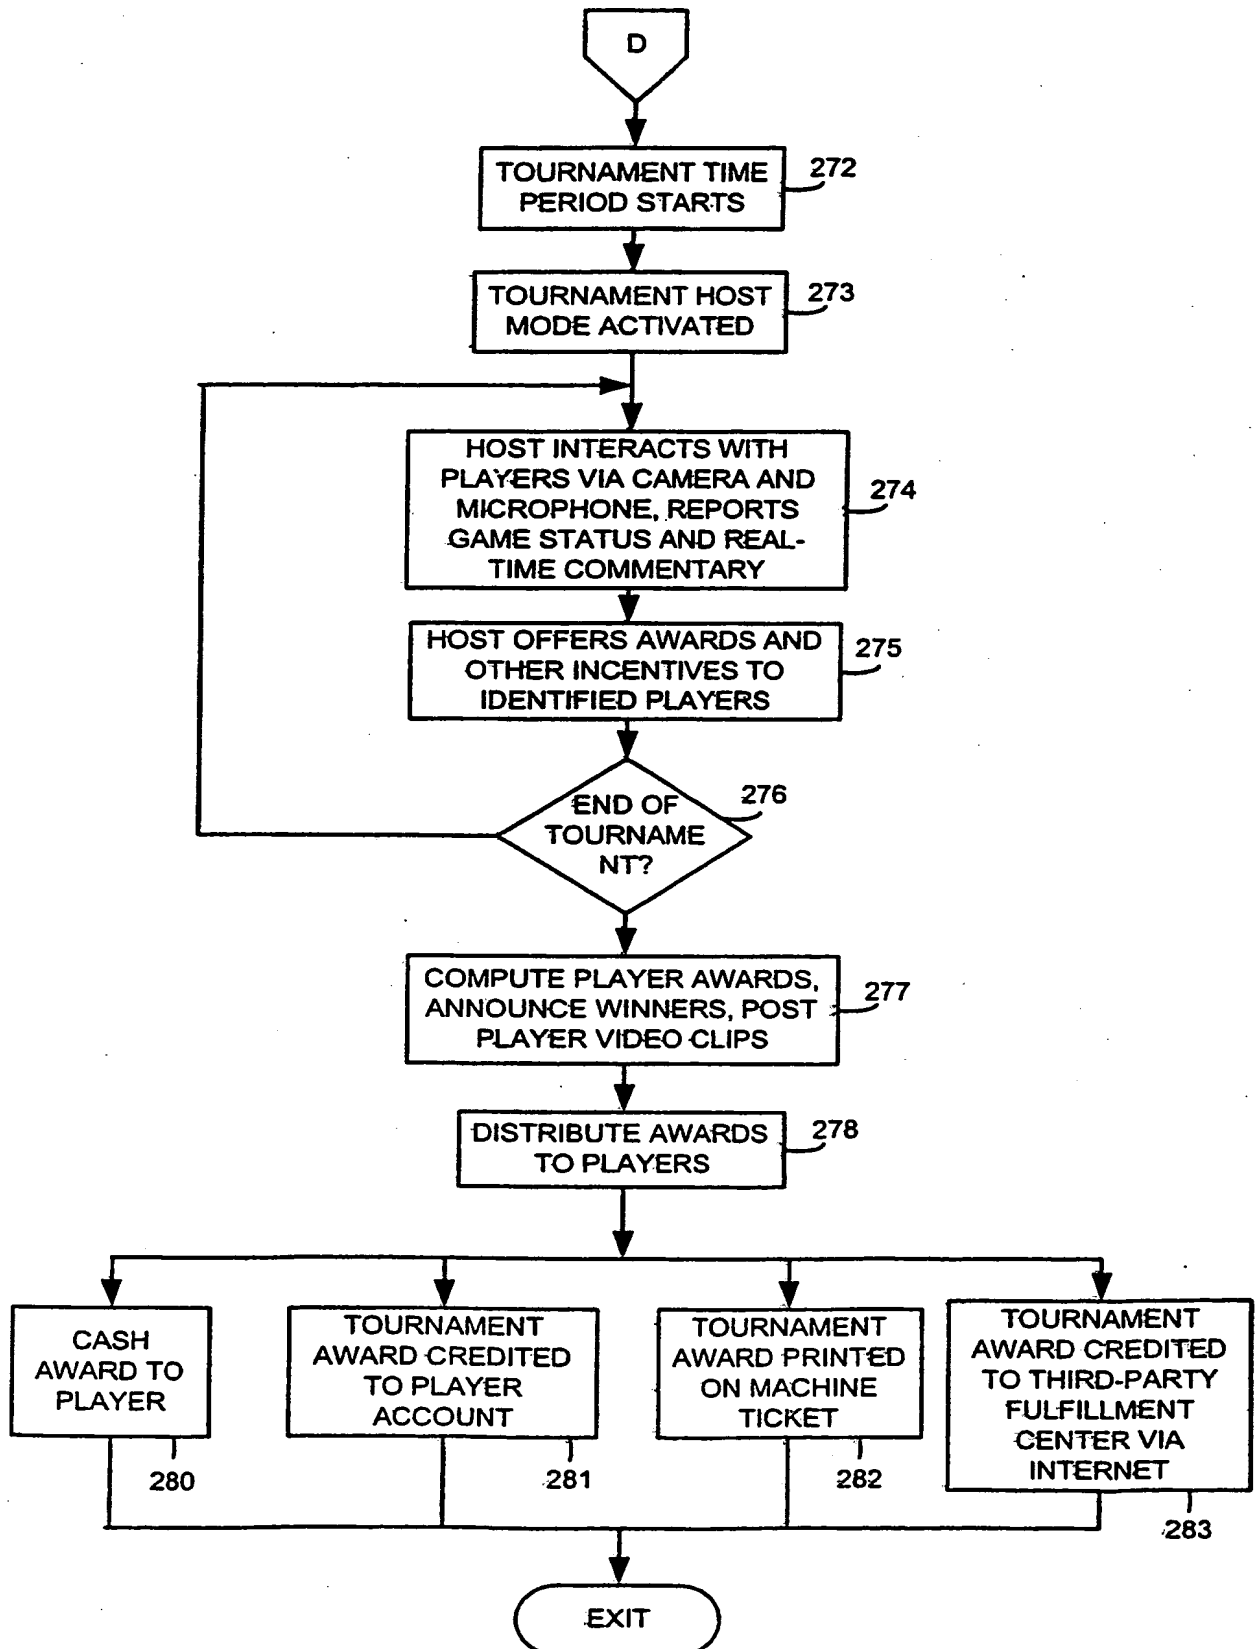 D
TOURNAMENT TIME
PERIOD STARTS
272
TOURNAMENT HOST
MODE ACTIVATED
273
HOST INTERACTS WITH
PLAYERS VIA CAMERA AND
MICROPHONE, REPORTS
GAME STATUS AND REAL-
TIME COMMENTARY
274
HOST OFFERS AWARDS AND
OTHER INCENTIVES TO
IDENTIFIED PLAYERS
275
END OF
TOURNAME
NT?
276
COMPUTE PLAYER AWARDS,
ANNOUNCE WINNERS, POST
PLAYER VIDEO CLIPS
277
DISTRIBUTE AWARDS
TO PLAYERS
278
CASH
AWARD TO
PLAYER
280
TOURNAMENT
AWARD CREDITED
TO PLAYER
ACCOUNT
281
TOURNAMENT
AWARD PRINTED
ON MACHINE
TICKET
282
TOURNAMENT
AWARD CREDITED
TO THIRD-PARTY
FULFILLMENT
CENTER VIA
INTERNET
283
EXIT